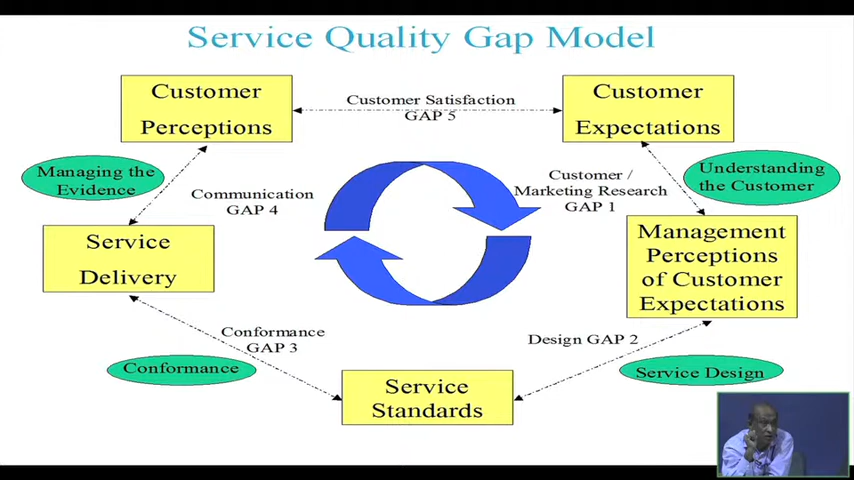 Service Quality Gap Model
Customer
Perceptions
Customer Satisfaction
GAP 5
Customer
Expectations
Managing the
Evidence
Communication
GAP 4
Customer /
Marketing Research
GAP 1
Understanding
the Customer
Service
Delivery
Management
Perceptions
of Customer
Expectations
Conformance
GAP 3
Design GAP 2
Conformance
Service
Standards
Service Design